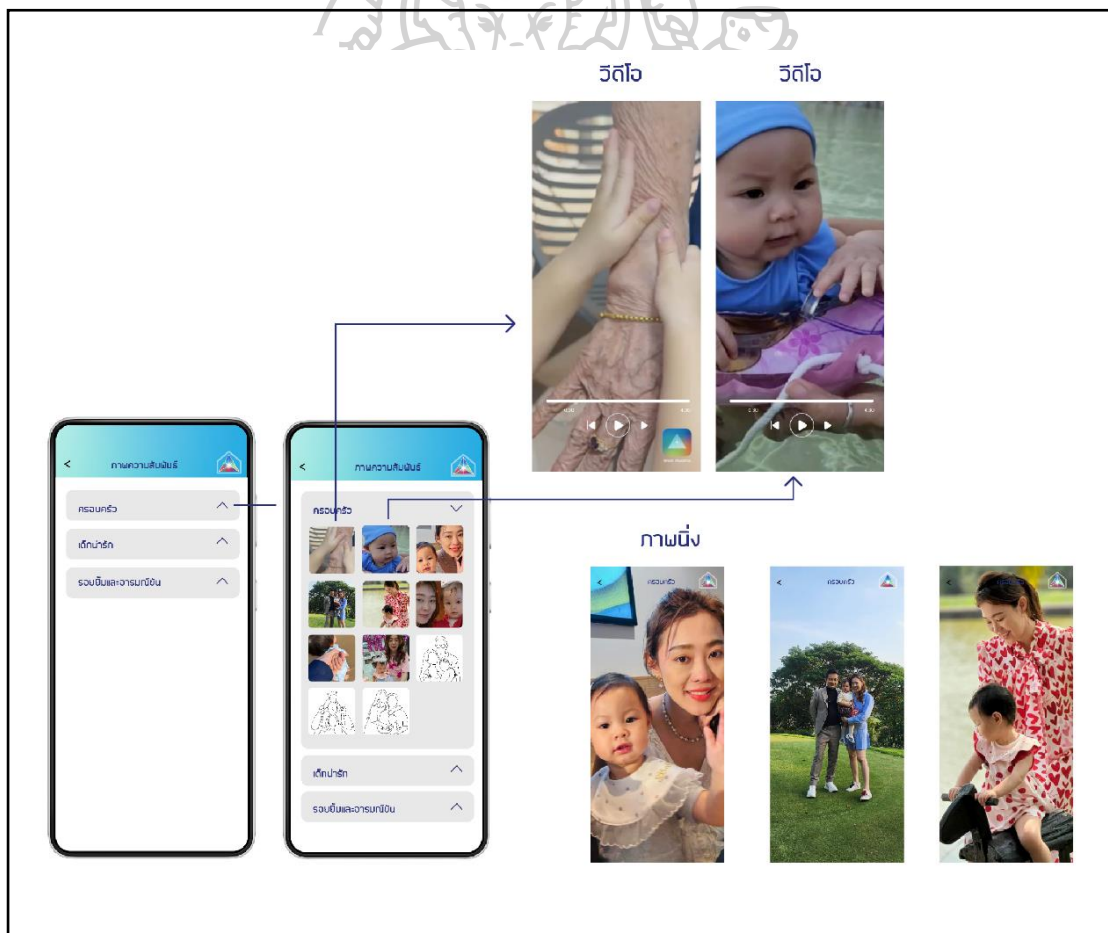 วีดีโอ
วีดีโอ
ภาพความสัมพันธ์
ครอบครัว
เด็กน่ารัก
รอยยิ้มและอารมณ์ขัน
ภาพความสัมพันธ์
ครอบครัว
เด็กน่ารัก
รอยยิ้มและอารมณ์ขัน
ภาพนิ่ง
ครอบครัว
ครอบครัว